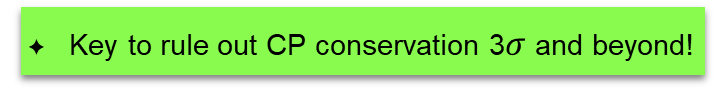 ✦ Key to rule out CP conservation 3𝜎 and beyond!